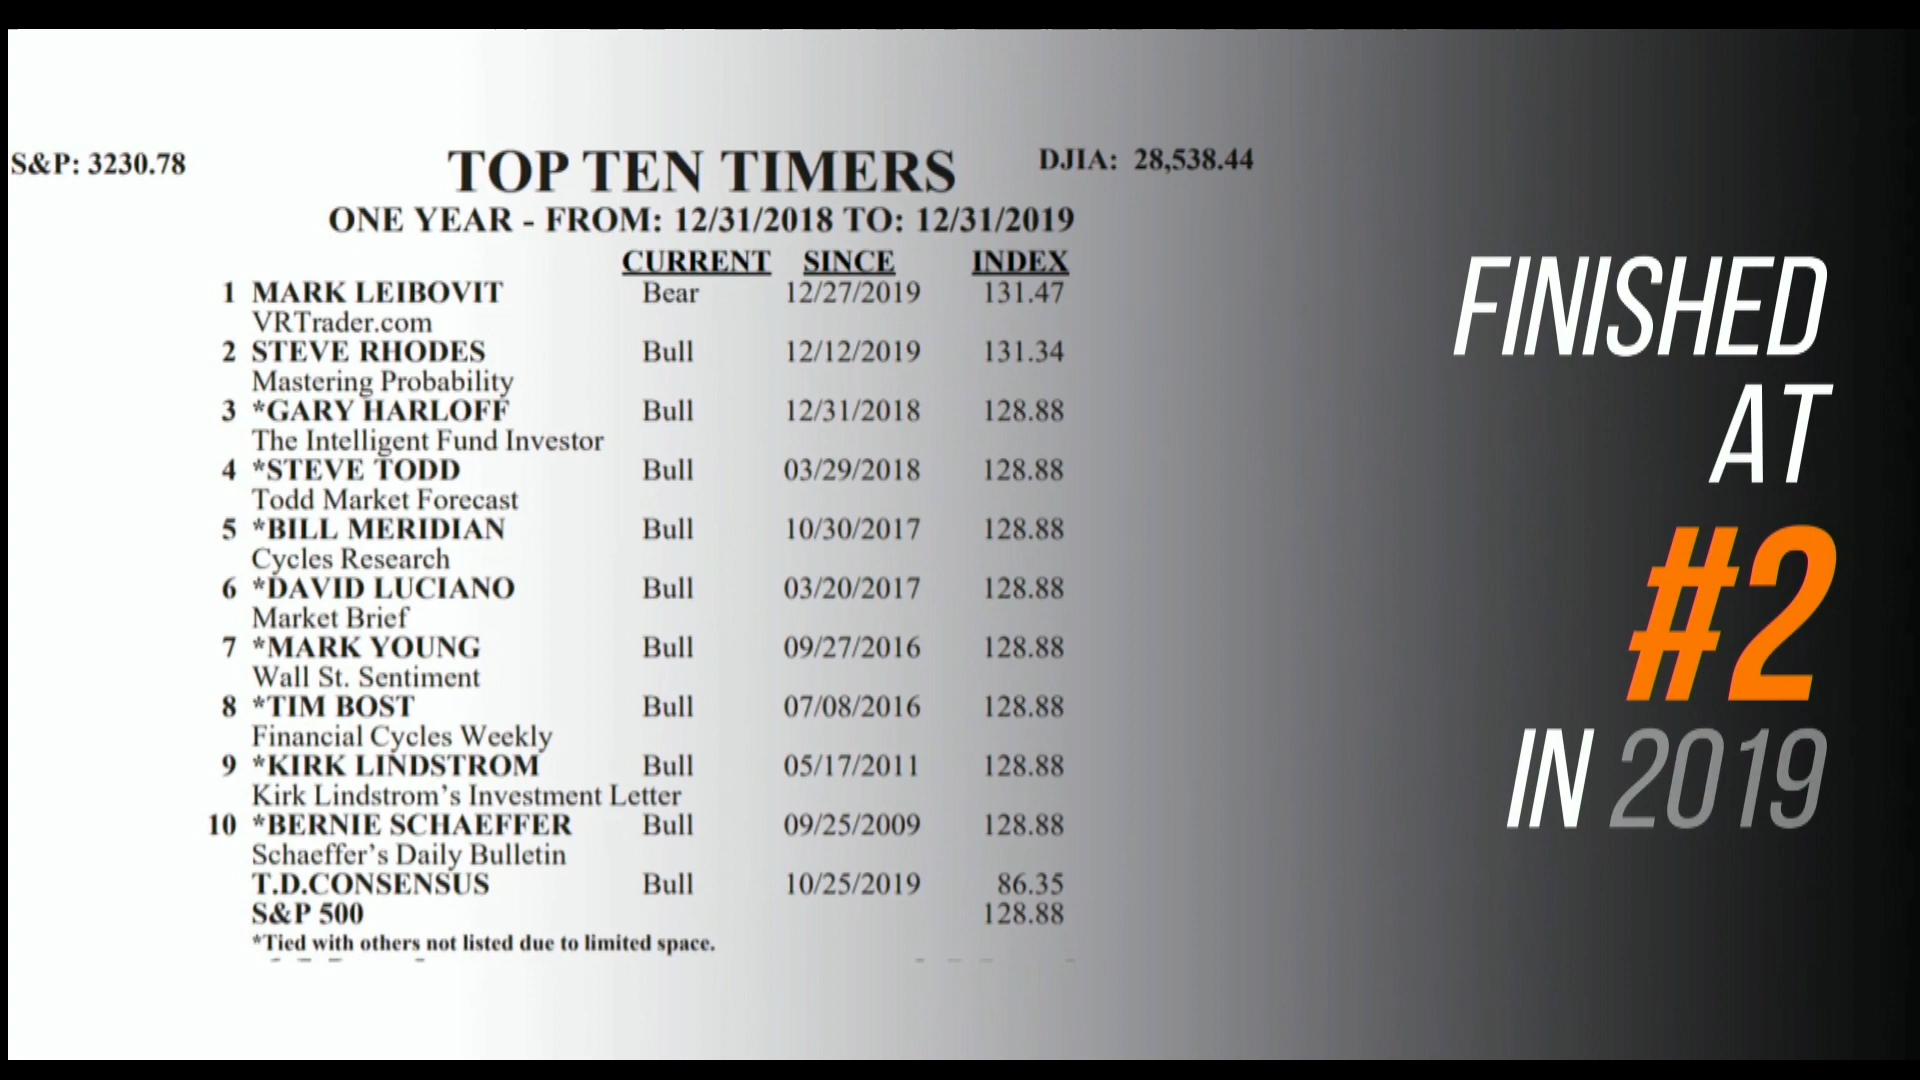 S&P: 3230.78
TOP TEN TIMERS
DJIA: 28,538.44
ONE YEAR - FROM: 12/31/2018 TO: 12/31/2019
CURRENT SINCE INDEX
1 MARK LEIBOVIT Bear 12/27/2019 131.47
VRTrader.com
2 STEVE RHODES Bull 12/12/2019 131.34
Mastering Probability
3 *GARY HARLOFF Bull 12/31/2018 128.88
The Intelligent Fund Investor
4 *STEVE TODD Bull 03/29/2018 128.88
Todd Market Forecast
5 *BILL MERIDIAN Bull 10/30/2017 128.88
Cycles Research
6 *DAVID LUCIANO Bull 03/20/2017 128.88
Market Brief
7 *MARK YOUNG Bull 09/27/2016 128.88
Wall St. Sentiment
8 *TIM BOST Bull 07/08/2016 128.88
Financial Cycles Weekly
9 *KIRK LINDSTROM Bull 05/17/2011 128.88
Kirk Lindstrom's Investment Letter
10 *BERNIE SCHAEFFER Bull 09/25/2009 128.88
Schaeffer's Daily Bulletin
T.D.CONSENSUS Bull 10/25/2019 86.35
S&P 500 128.88
*Tied with others not listed due to limited space.
FINISHED
AT
#2
IN 2019